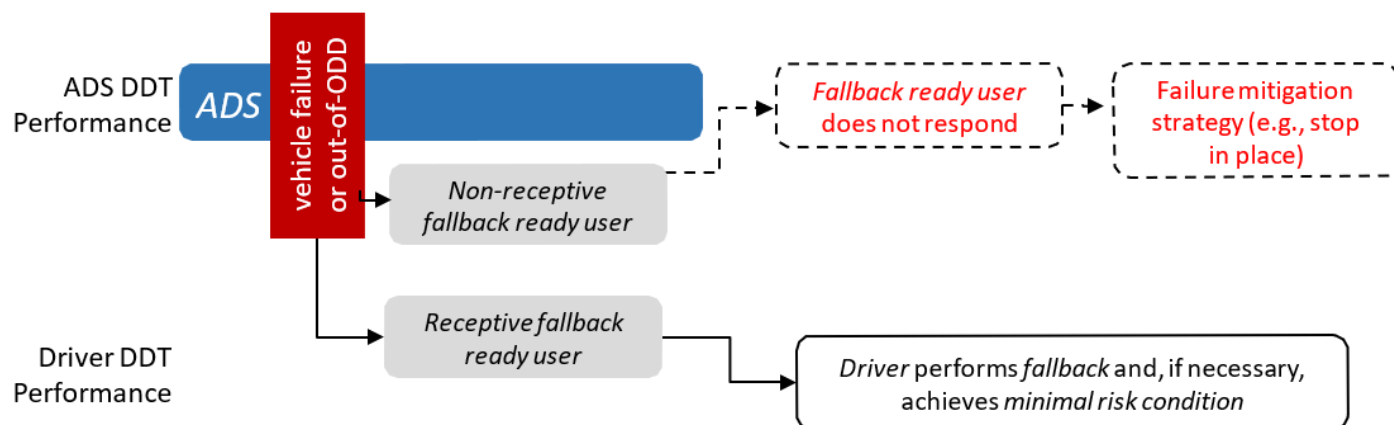 ADS DDT
Performance
ADS
vehicle failure
or out-of-ODD
Fallback ready user
does not respond
Failure mitigation
strategy (e.g., stop
in place)
Non-receptive
fallback ready user
Receptive fallback
ready user
Driver DDT
Performance
Driver performs fallback and, if necessary,
achieves minimal risk condition